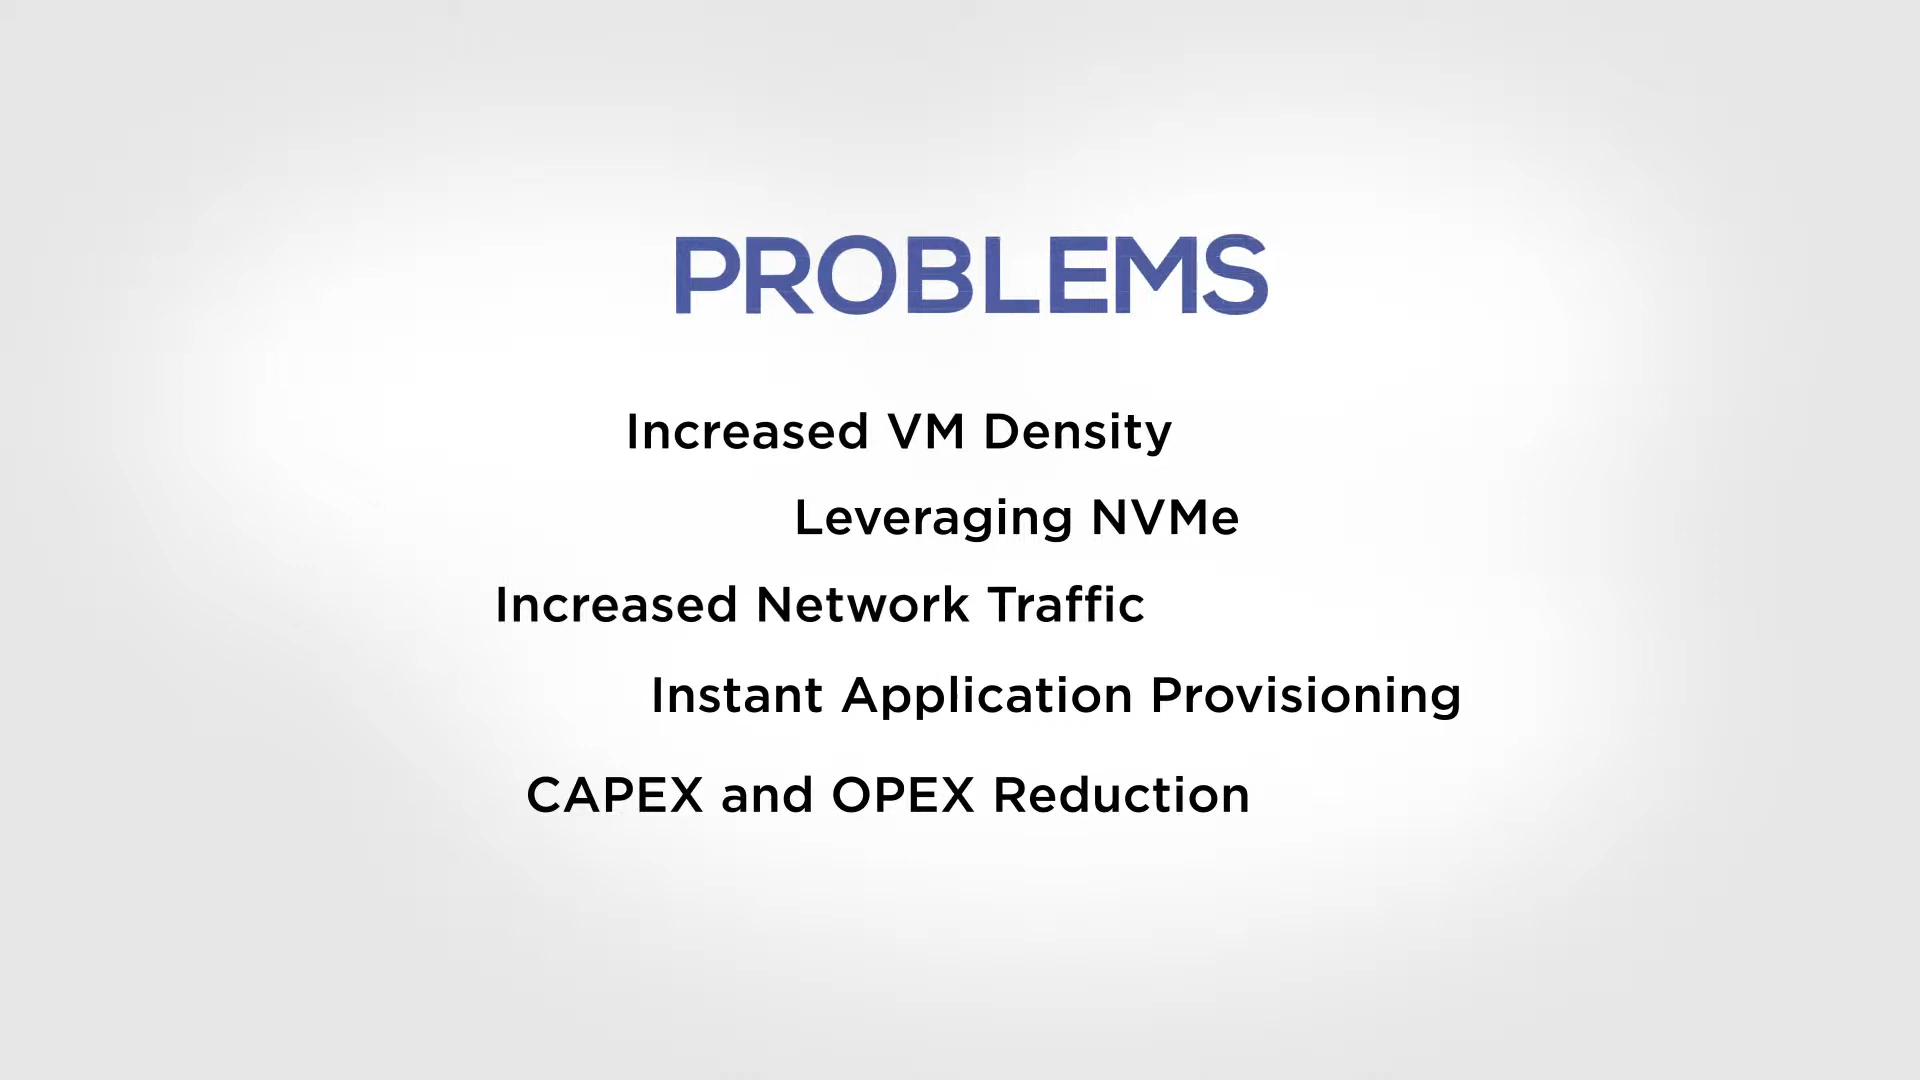 PROBLEMS
Increased VM Density
Leveraging NVMe
Increased Network Traffic
Instant Application Provisioning
CAPEX and OPEX Reduction